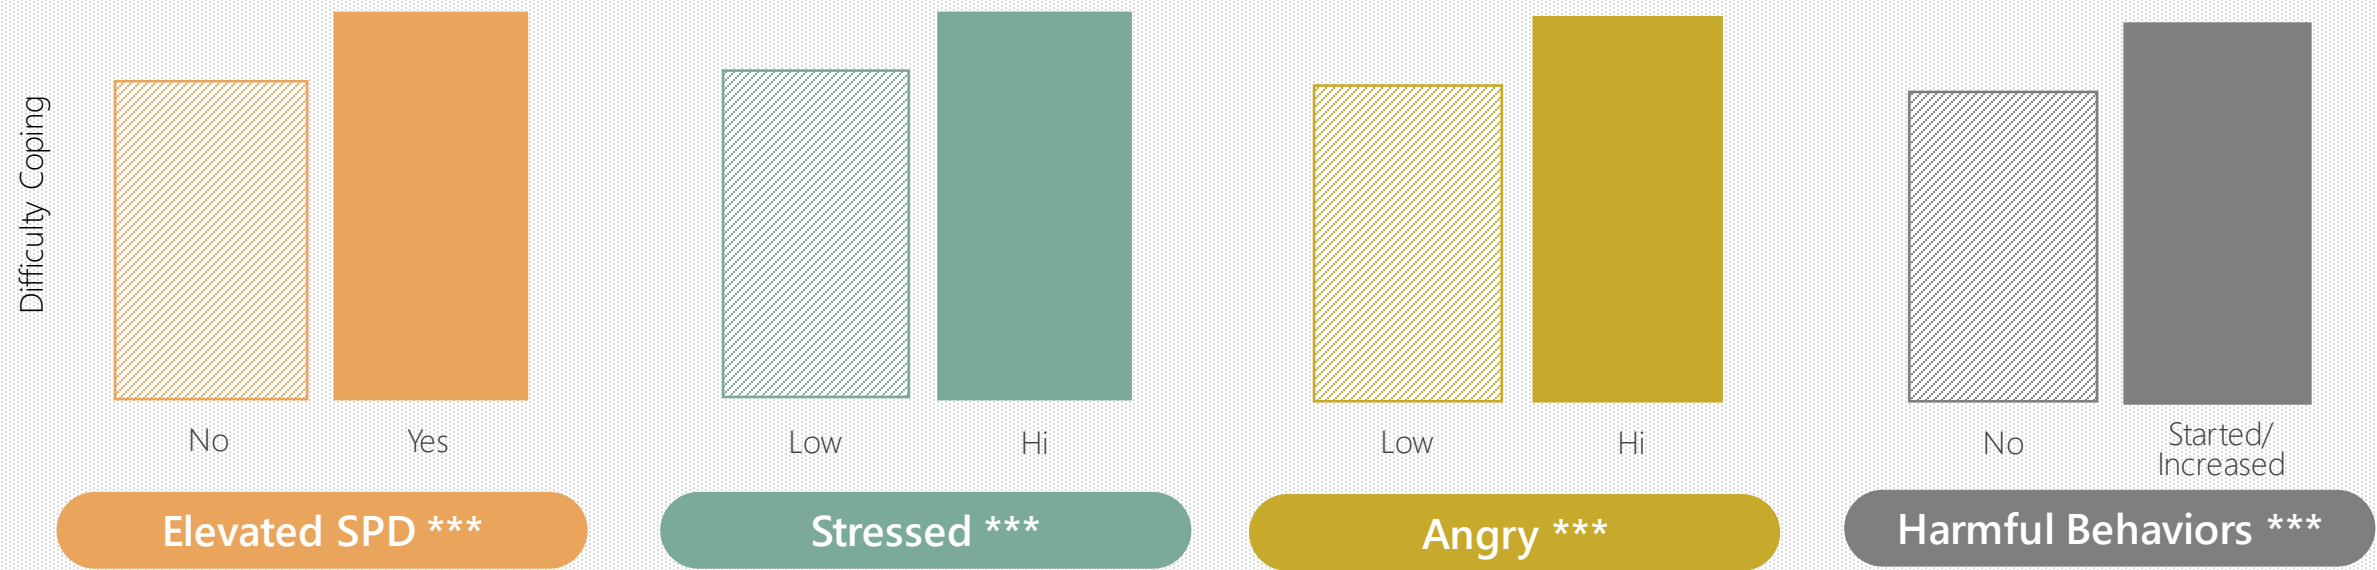 Difficulty Coping
No
Yes
Low
Hi
Low
Hi
No
Started/
Increased
Elevated SPD ***
Stressed ***
Angry ***
Harmful Behaviors ***